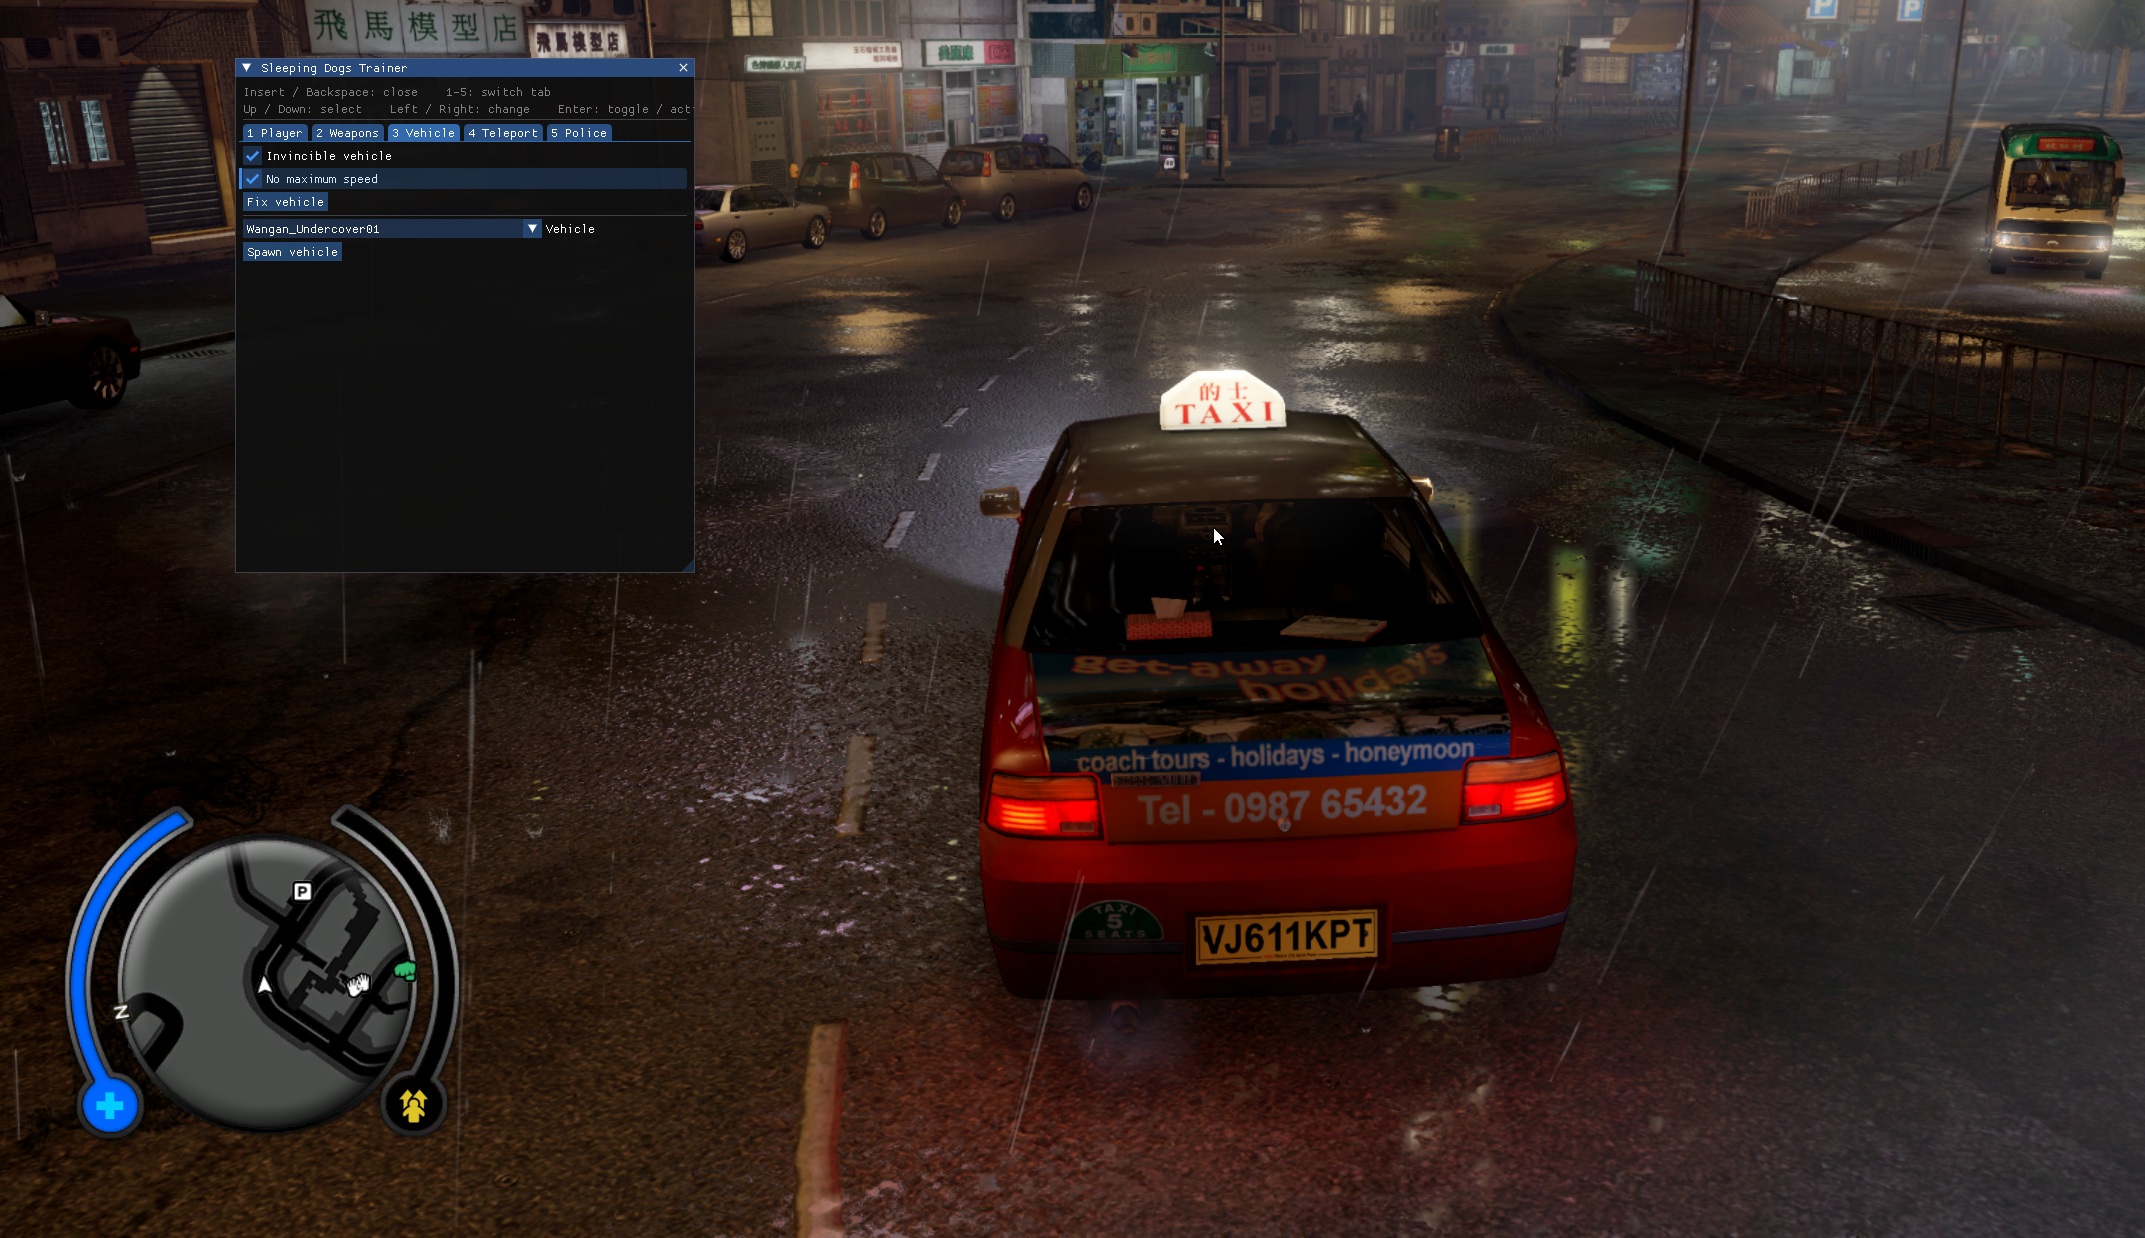 飛馬模型店
飛馬模型店
Sleeping Dogs Trainer
Insert / Backspace: close 1-5: switch tab
Up / Down: select Left / Right: change Enter: toggle / act
1 Player 2 Weapons 3 Vehicle 4 Teleport 5 Police
Invincible vehicle
No maximum speed
Fix vehicle
Wangan_Undercover01 Vehicle
Spawn vehicle
P
P
的士
TAXI
get-away
holidays
coach tours - holidays - honeymoon
Tel - 0987 65432
TAXI
5
SEATS
VJ611KPT
P
N